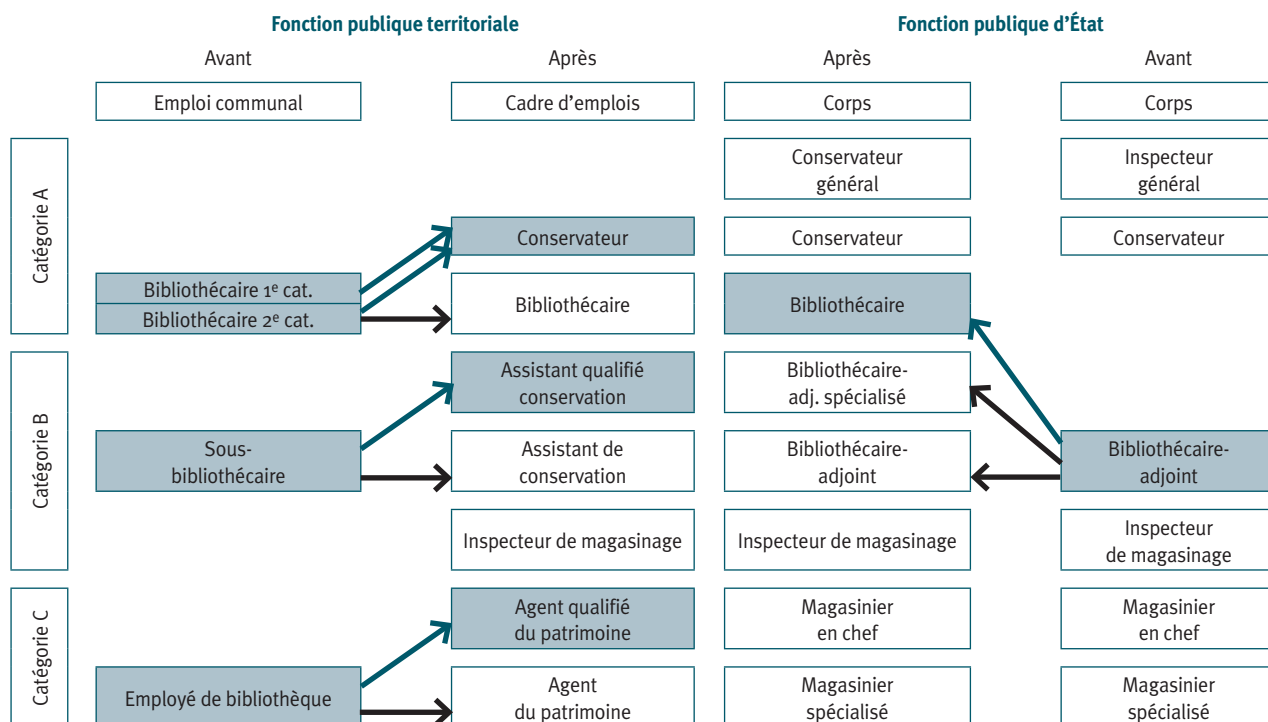 Fonction publique territoriale
Fonction publique d’État
Avant
Après
Après
Avant
Emploi communal
Cadre d’emplois
Corps
Corps
Catégorie A
Conservateur
général
Inspecteur
général
Conservateur
Conservateur
Conservateur
Bibliothécaire 1e cat.
Bibliothécaire 2e cat.
Bibliothécaire
Bibliothécaire
Catégorie B
Assistant qualifié
conservation
Bibliothécaire-
adj. spécialisé
Sous-
bibliothécaire
Assistant de
conservation
Bibliothécaire-
adjoint
Bibliothécaire-
adjoint
Inspecteur de magasinage
Inspecteur de magasinage
Inspecteur
de magasinage
Catégorie C
Agent qualifié
du patrimoine
Magasinier
en chef
Magasinier
en chef
Employé de bibliothèque
Agent
du patrimoine
Magasinier
spécialisé
Magasinier
spécialisé